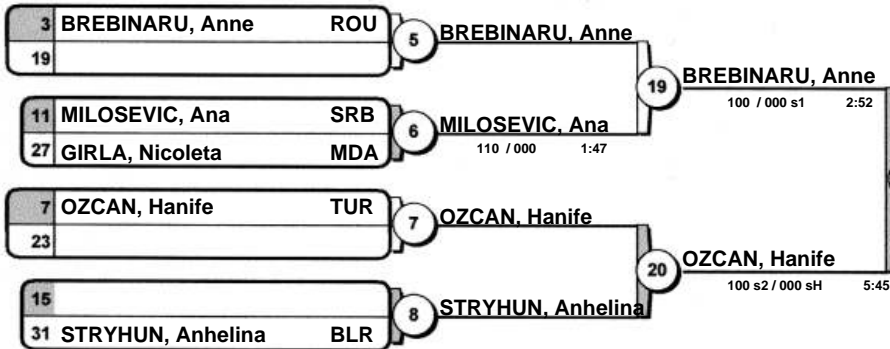 3 BREBINARU, Anne ROU
19
5 BREBINARU, Anne
11 MILOSEVIC, Ana SRB
27 GIRLA, Nicoleta MDA
6 MILOSEVIC, Ana
110 / 000 1:47
19 BREBINARU, Anne
100 / 000 s1 2:52
7 OZCAN, Hanife TUR
23
7 OZCAN, Hanife
15
31 STRYHUN, Anhelina BLR
8 STRYHUN, Anhelina
20 OZCAN, Hanife
100 s2 / 000 sH 5:45